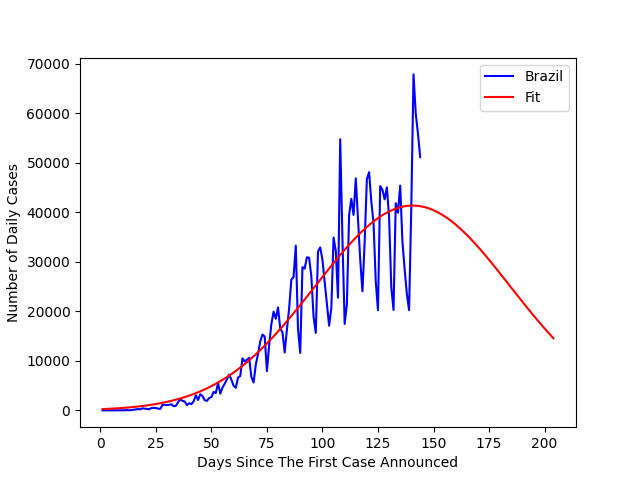 Brazil
Fit
70000
60000
50000
40000
30000
20000
10000
0
Number of Daily Cases
0 25 50 75 100 125 150 175 200
Days Since The First Case Announced